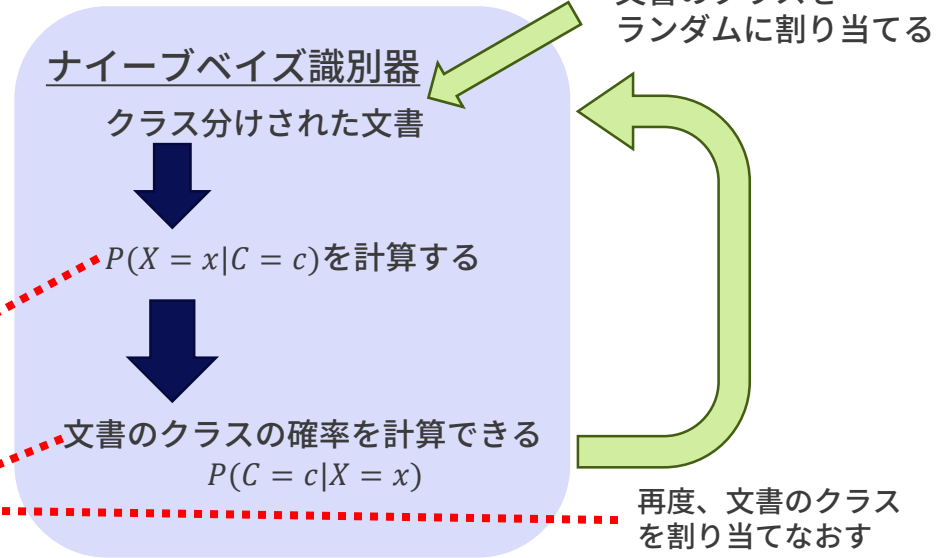 ランダムに割り当てる
ナイーブベイズ識別器
クラス分けされた文書
P(X = x|C = c)を計算する
文書のクラスの確率を計算できる
P(C = c|X = x)
再度、文書のクラス
を割り当てなおす